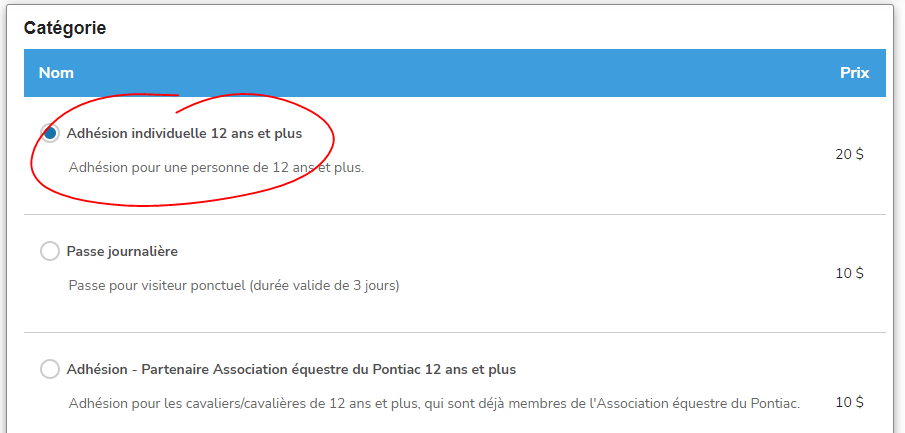 Catégorie
Nom Prix
Adhésion individuelle 12 ans et plus
20 $
Adhésion pour une personne de 12 ans et plus.
Passe journalière
10 $
Passe pour visiteur ponctuel (durée valide de 3 jours)
Adhésion - Partenaire Association équestre du Pontiac 12 ans et plus
Adhésion pour les cavaliers/cavalières de 12 ans et plus, qui sont déjà membres de l'Association équestre du Pontiac. 10 $